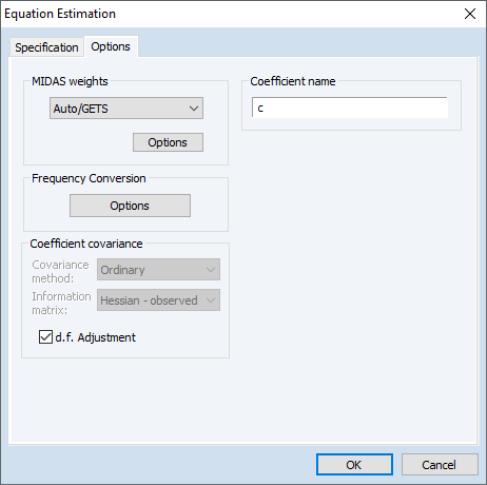 Equation Estimation
Specification
Options
MIDAS weights
Auto/GETS
Options
Coefficient name
c
Frequency Conversion
Options
Coefficient covariance
Covariance
method:
Ordinary
Information
matrix:
Hessian - observed
d.f. Adjustment
OK
Cancel